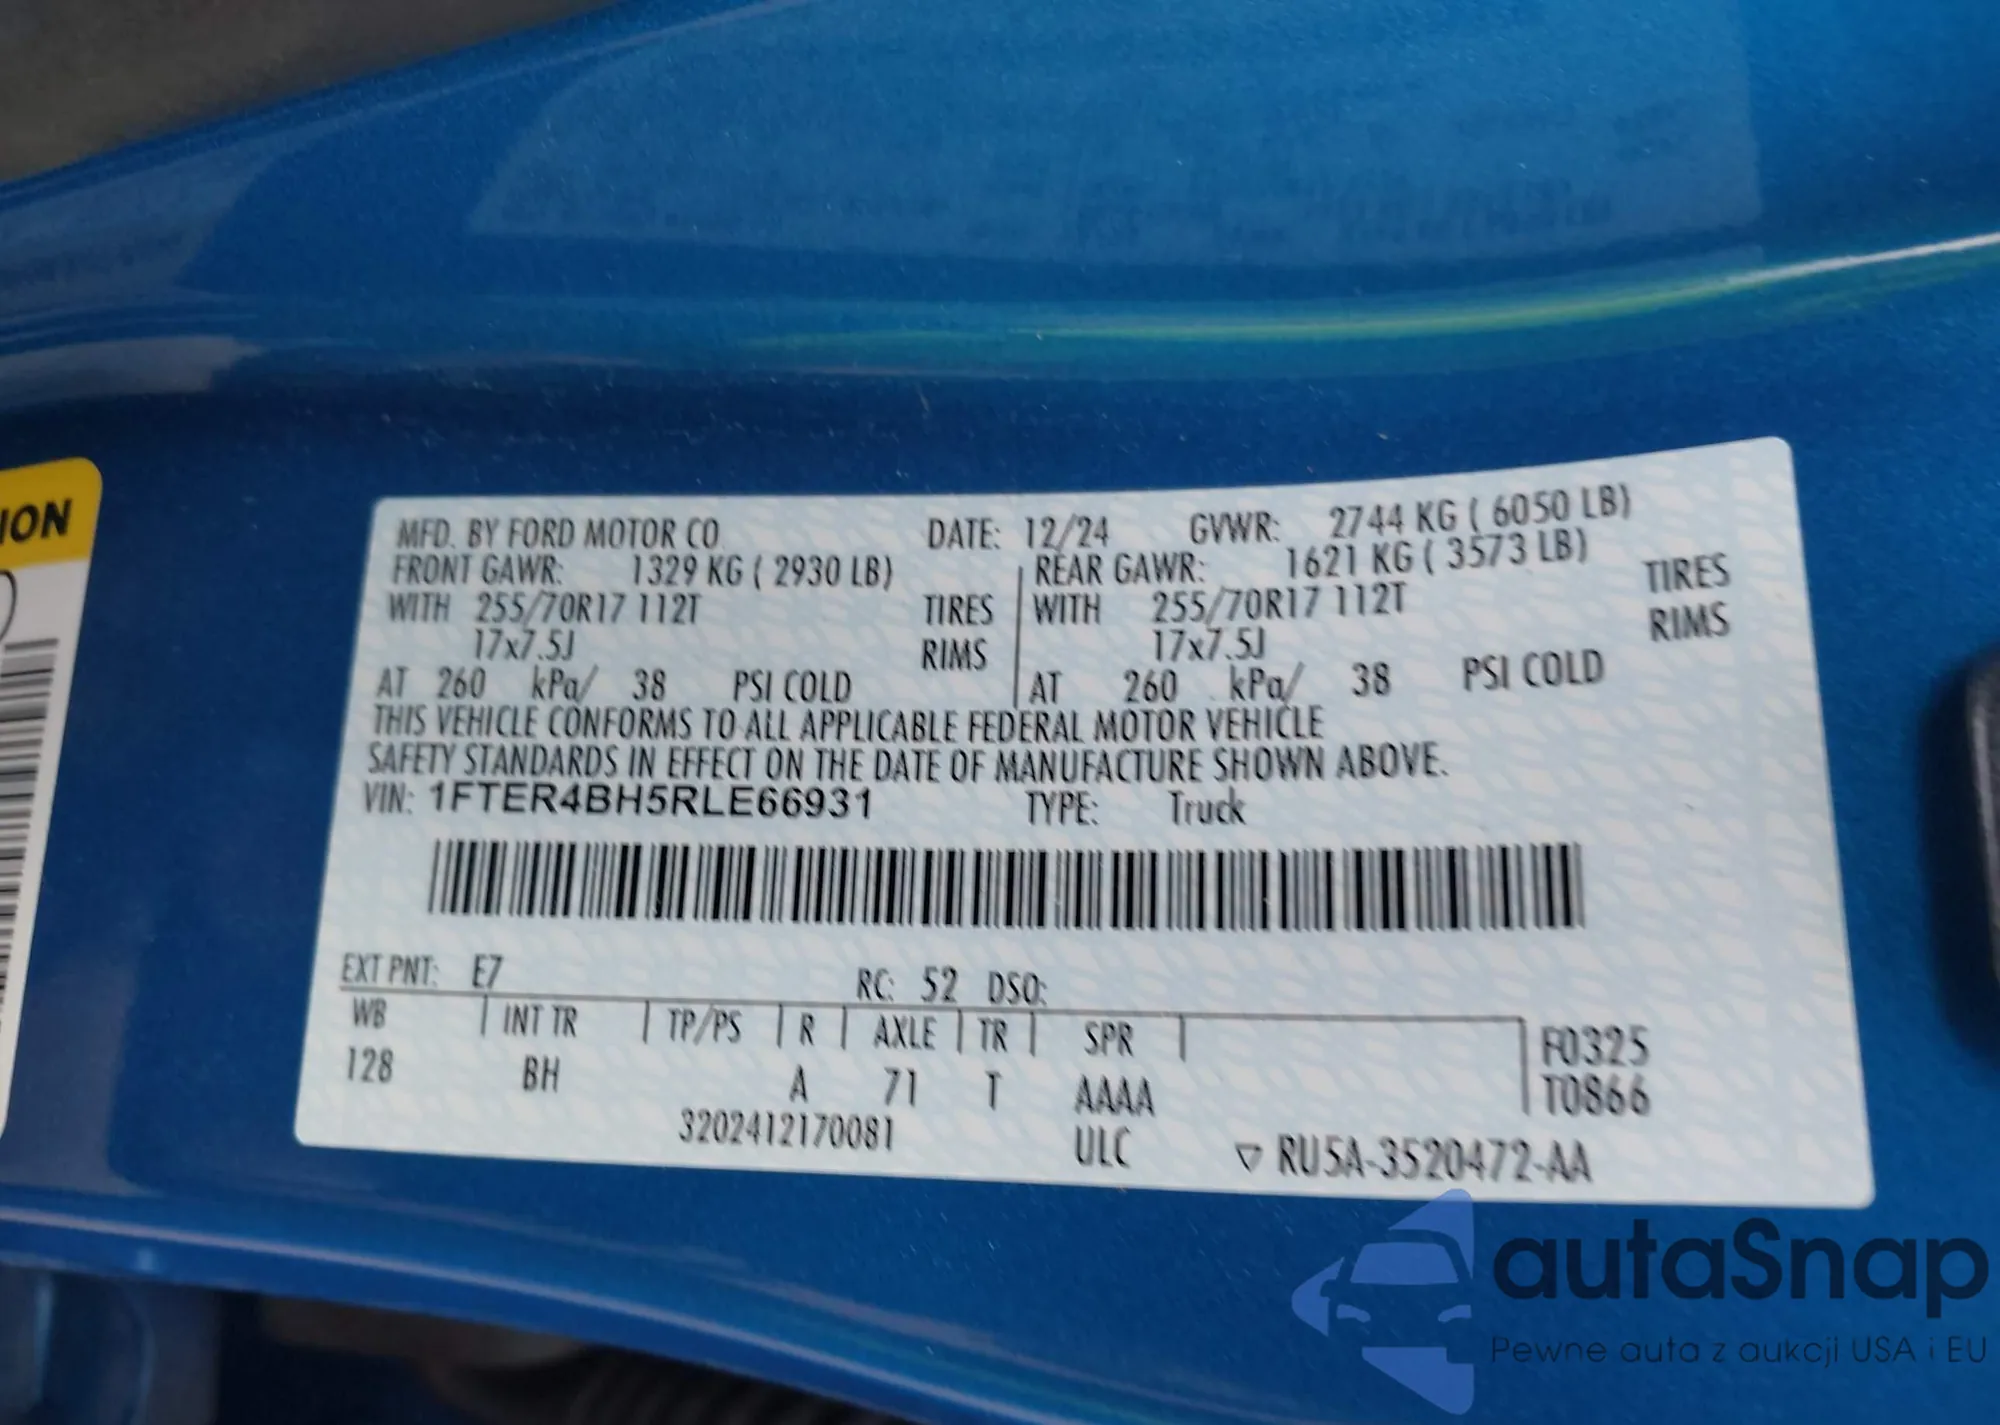 ION
MFD. BY FORD MOTOR CO. DATE: 12/24 GVWR: 2744 KG ( 6050 LB)
FRONT GAWR: 1329 KG ( 2930 LB) REAR GAWR: 1621 KG ( 3573 LB)
WITH 255/70R17 112T TIRES WITH 255/70R17 112T TIRES
17x7.5J RIMS 17x7.5J RIMS
AT 260 kPa/ 38 PSI COLD AT 260 kPa/ 38 PSI COLD
THIS VEHICLE CONFORMS TO ALL APPLICABLE FEDERAL MOTOR VEHICLE
SAFETY STANDARDS IN EFFECT ON THE DATE OF MANUFACTURE SHOWN ABOVE.
VIN: 1FTER4BH5RLE66931 TYPE: Truck
EXT PNT: E7 RC: 52 DSO:
WB INT TR TP/PS R AXLE TR SPR F0325
128 BH A 71 T AAAA T0866
3202412170081 ULC ▽ RU5A-3520472-AA
autaSnap
Pewne auta z aukcji USA i EU